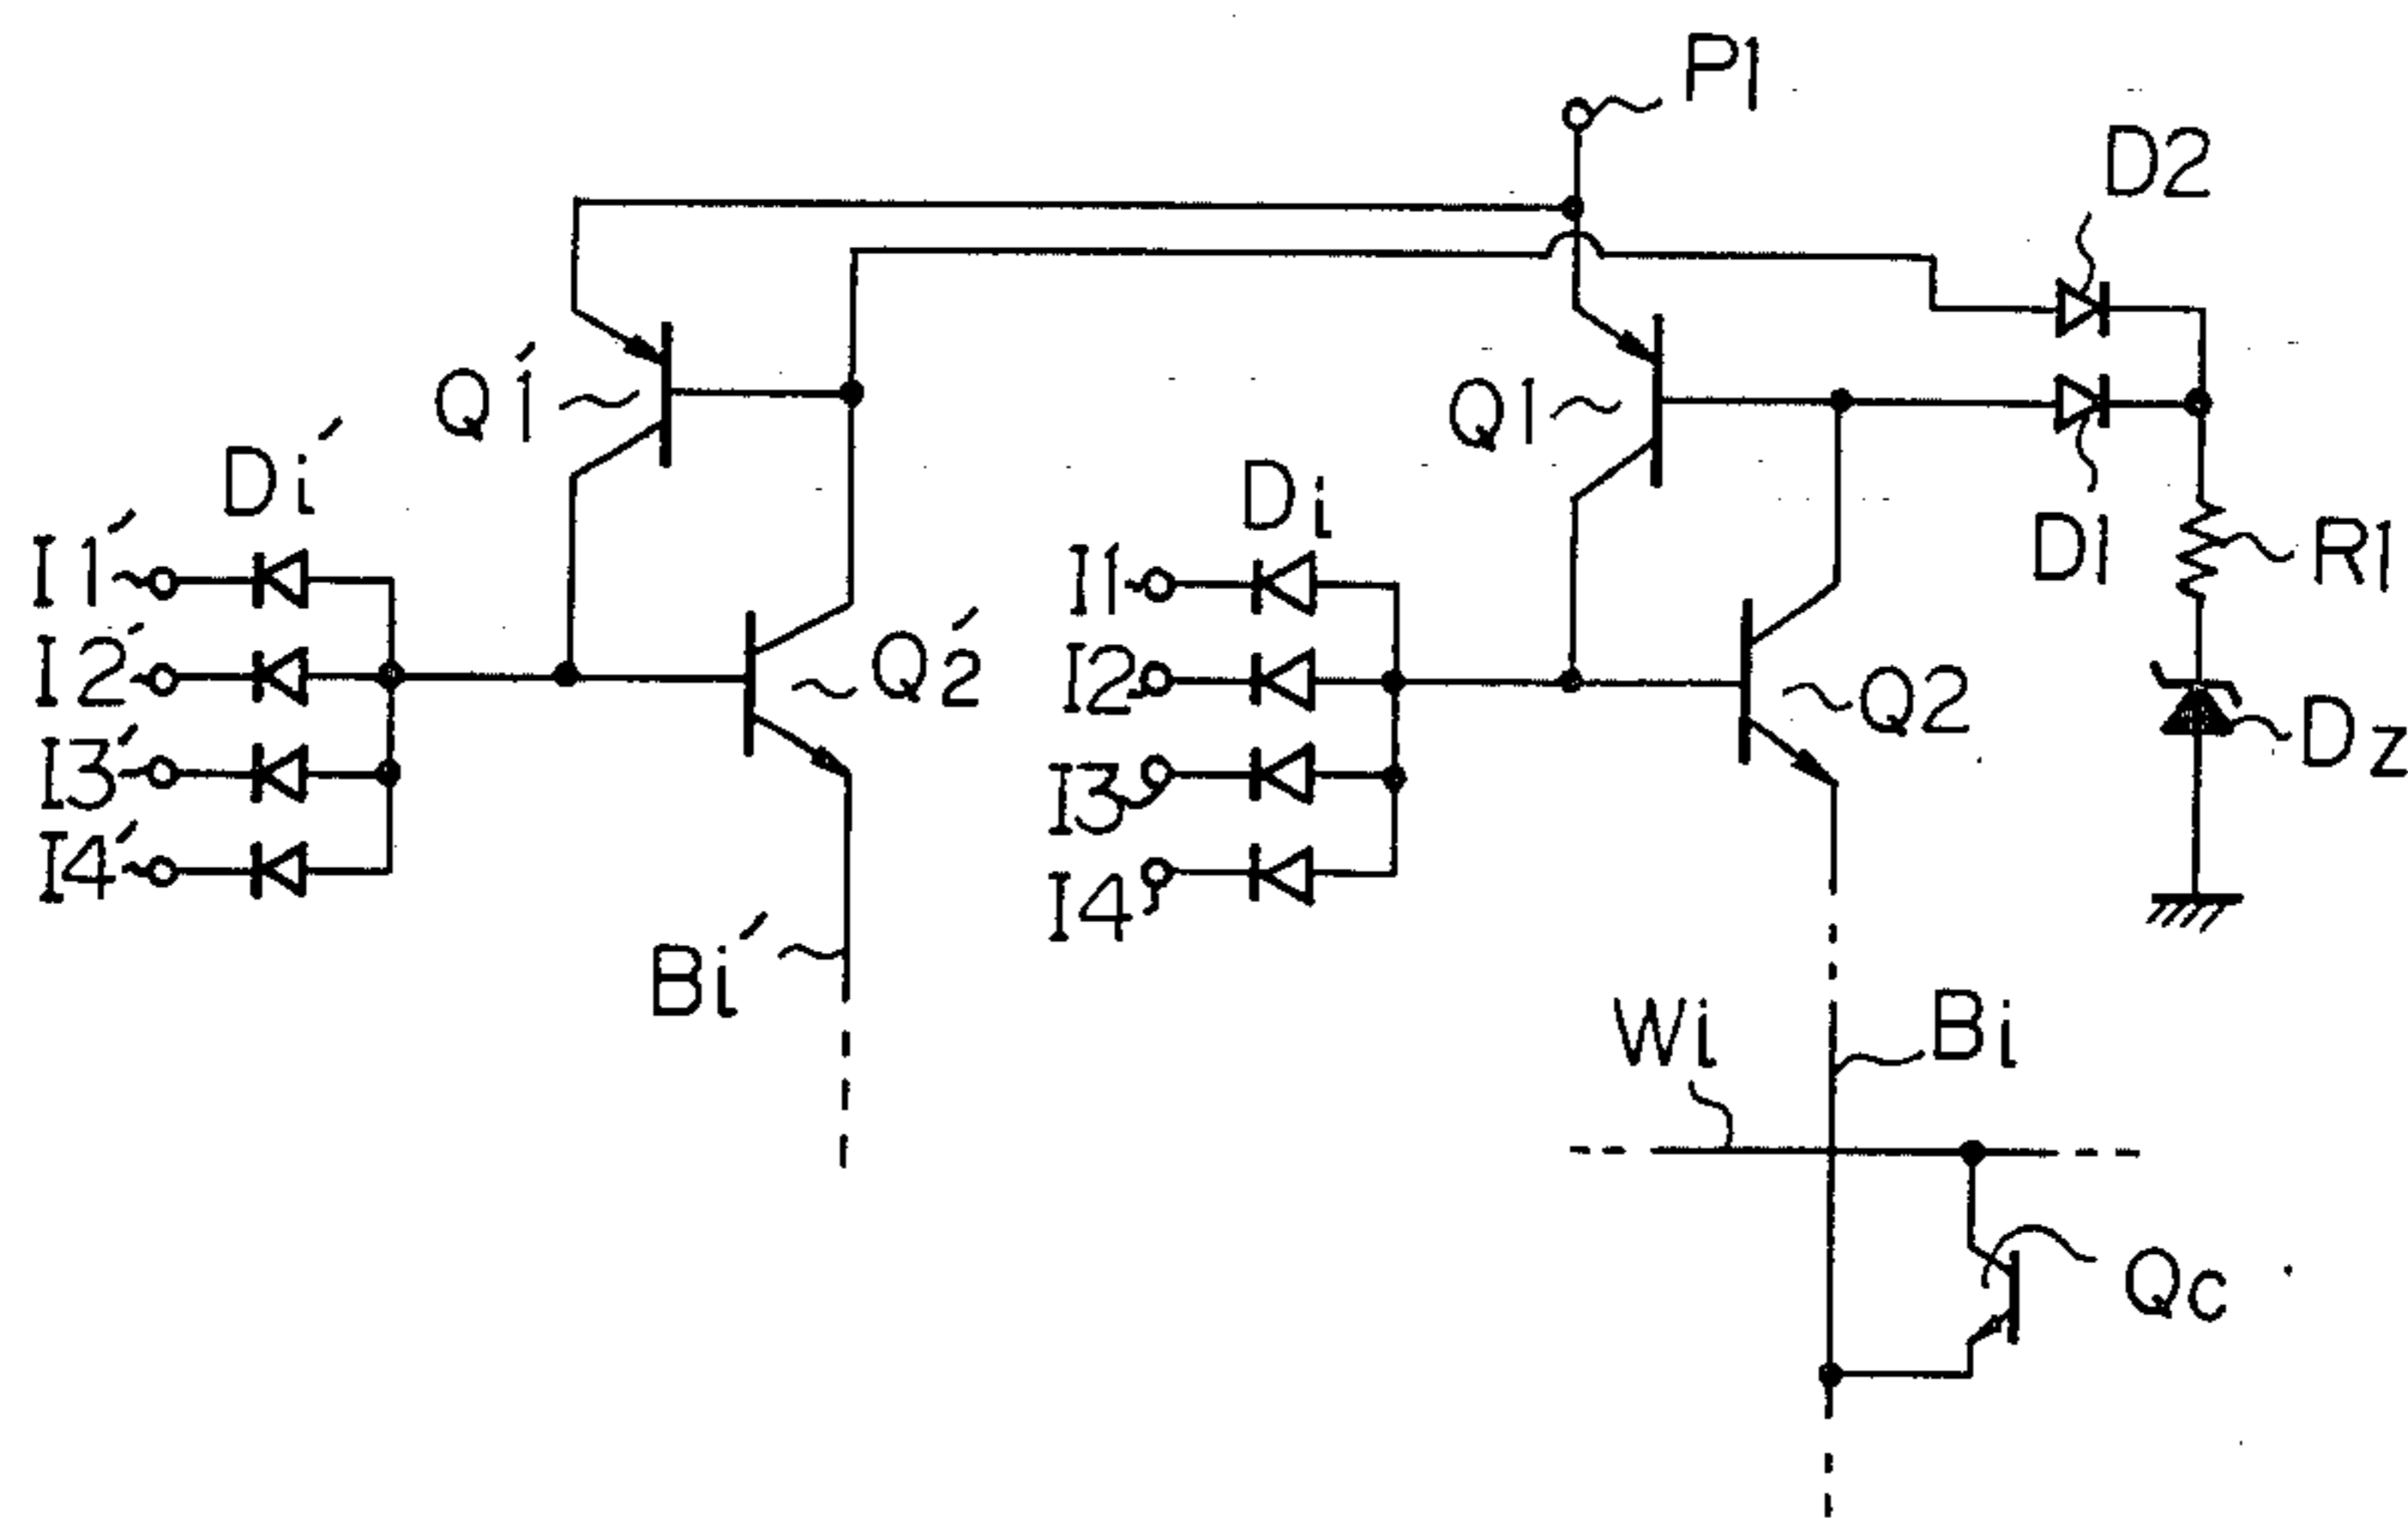 P1
D2
Q1′
Q1
Di′
Di
I1′
I1
D1
R1
I2′
I2
Q2′
Q2
I3′
I3
Dz
I4′
I4
Bi′
Wi
Bi
Qc